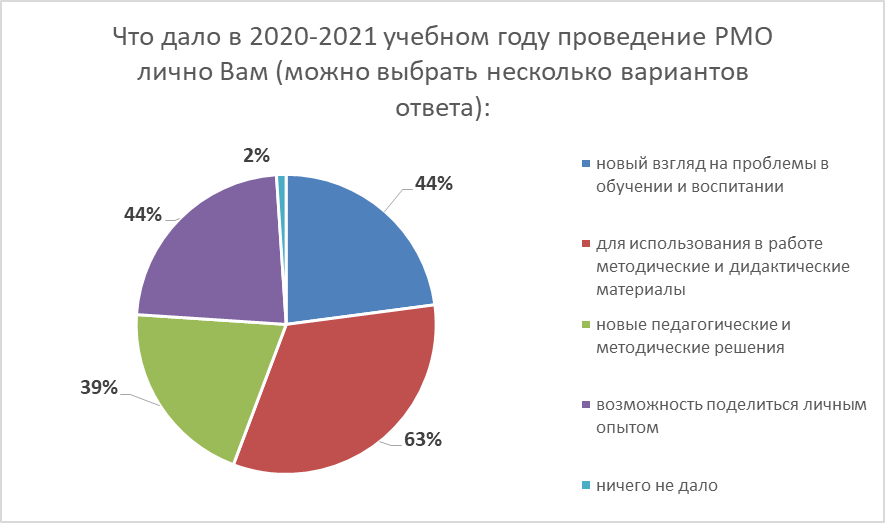 Что дало в 2020-2021 учебном году проведение РМО
лично Вам (можно выбрать несколько вариантов
ответа):
2%
44%
44%
39%
63%
новый взгляд на проблемы в
обучении и воспитании
для использования в работе
методические и дидактические
материалы
новые педагогические и
методические решения
возможность поделиться личным
опытом
ничего не дало